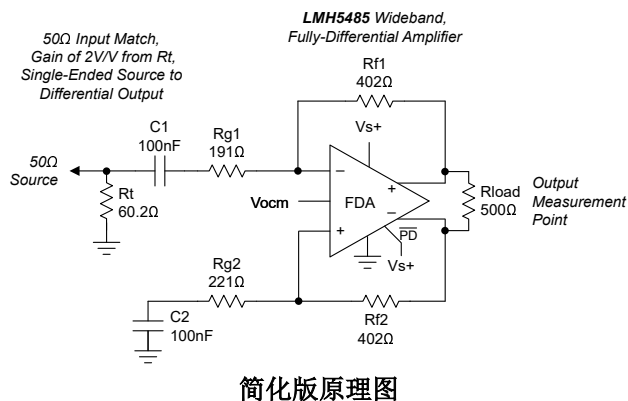 LMH5485 Wideband,
Fully-Differential Amplifier
50Ω Input Match,
Gain of 2V/V from Rt,
Single-Ended Source to
Differential Output
Rf1
402Ω
C1
100nF
Rg1
191Ω
Vs+
50Ω
Source
Rt
60.2Ω
−
+
Vocm
FDA
−
+
PD
Vs+
Rload
500Ω
Output
Measurement
Point
Rg2
221Ω
C2
100nF
Rf2
402Ω
简化版原理图